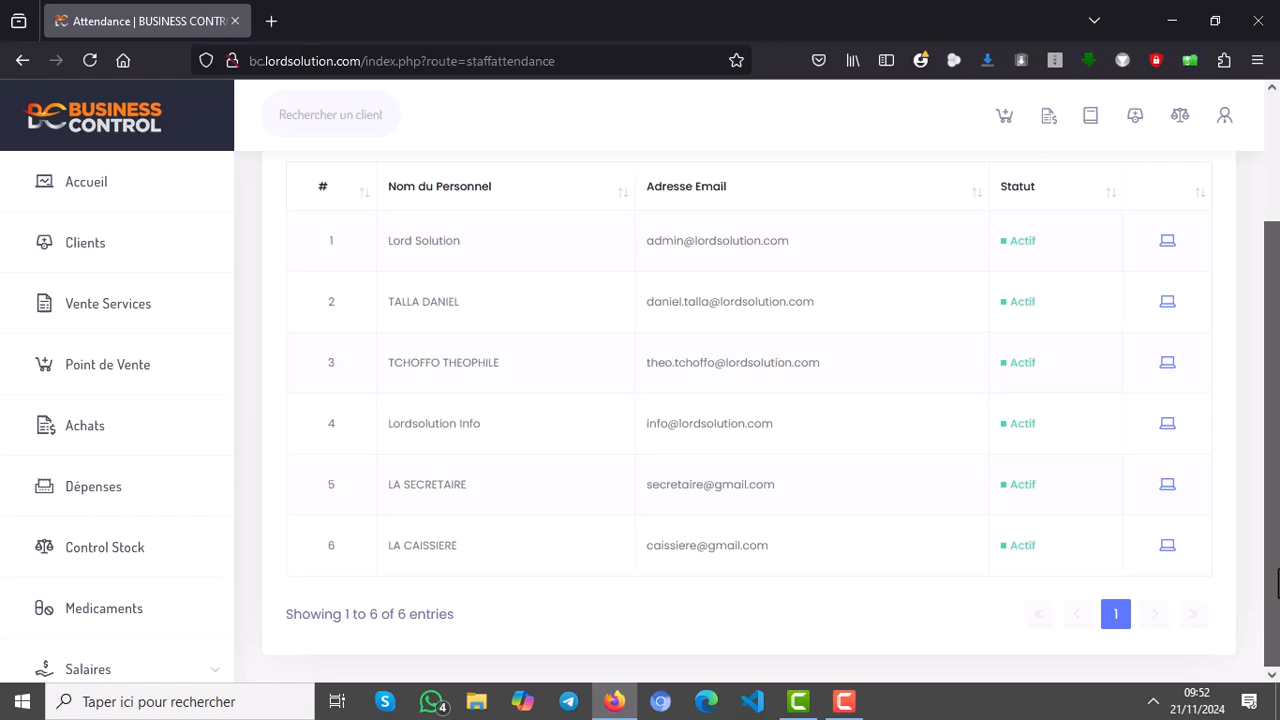 Attendance | BUSINESS CONTR
bc.lordsolution.com/index.php?route=staffattendance
BUSINESS
CONTROL
Rechercher un client
Accueil
Clients
Vente Services
Point de Vente
Achats
Dépenses
Control Stock
Medicaments
Salaires
# Nom du Personnel Adresse Email Statut
1 Lord Solution admin@lordsolution.com Actif
2 TALLA DANIEL daniel.talla@lordsolution.com Actif
3 TCHOFFO THEOPHILE theo.tchoffo@lordsolution.com Actif
4 Lordsolution Info info@lordsolution.com Actif
5 LA SECRETAIRE secretaire@gmail.com Actif
6 LA CAISSIERE caissiere@gmail.com Actif
Showing 1 to 6 of 6 entries
« ‹ 1 › »
Taper ici pour rechercher
4
09:52
21/11/2024